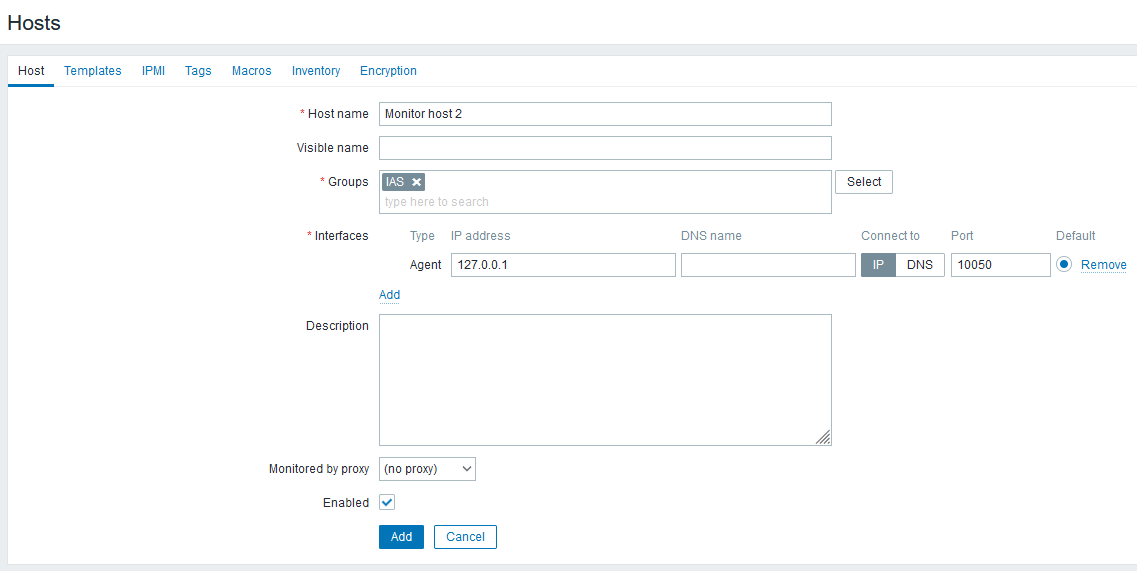 Hosts
Host Templates IPMI Tags Macros Inventory Encryption
* Host name Monitor host 2
Visible name
* Groups IAS Select
type here to search
* Interfaces Type IP address DNS name Connect to Port Default
Agent 127.0.0.1 IP DNS 10050 Remove
Add
Description
Monitored by proxy (no proxy)
Enabled
Add Cancel